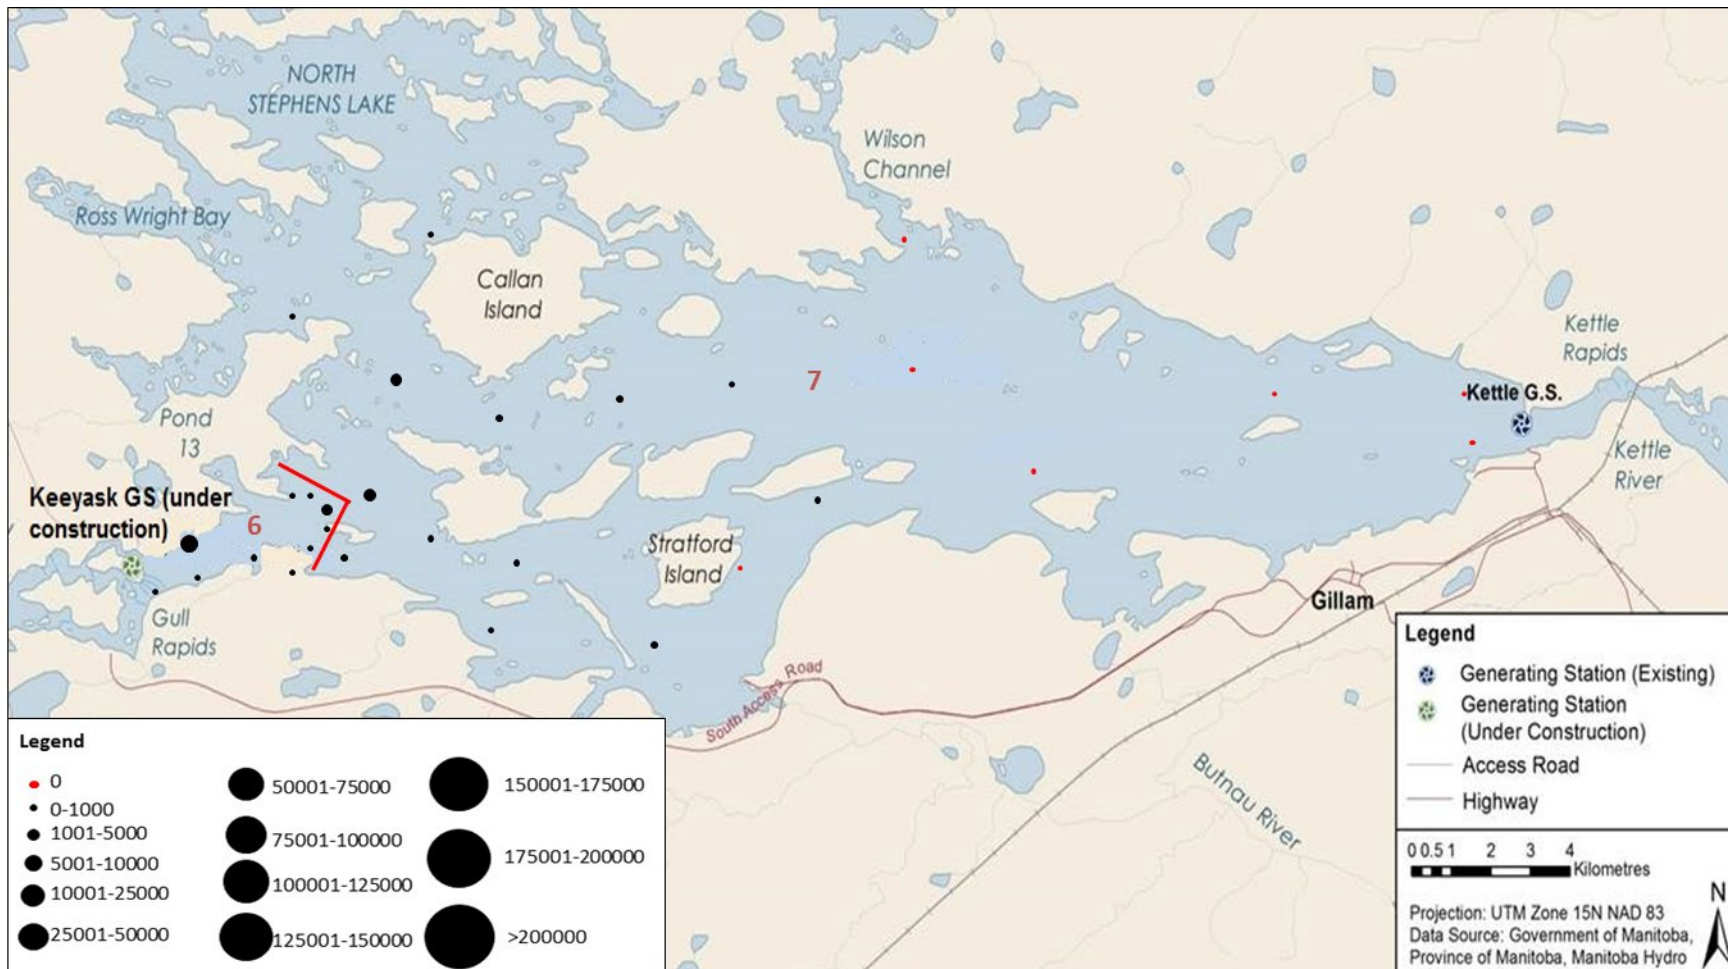 NORTH
STEPHENS LAKE
Wilson
Channel
Ross Wright Bay
Callan
Island
Kettle
Rapids
7
Kettle G.S.
Pond
13
Kettle
River
Keeyask GS (under
construction)
6
Stratford
Island
Gillam
Gull
Rapids
South Access Road
Butnau River
Legend
0
0-1000
1001-5000
5001-10000
10001-25000
25001-50000
50001-75000
75001-100000
100001-125000
125001-150000
150001-175000
175001-200000
>200000
Legend
Generating Station (Existing)
Generating Station
(Under Construction)
Access Road
Highway
0 0.5 1 2 3 4
Kilometres
Projection: UTM Zone 15N NAD 83
Data Source: Government of Manitoba,
Province of Manitoba, Manitoba Hydro
N